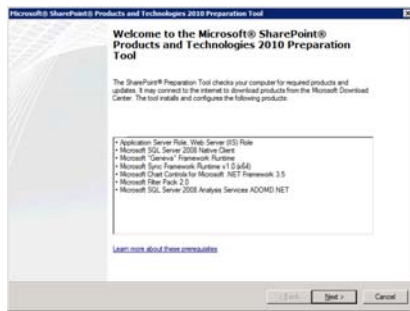 Microsoft® SharePoint® Products and Technologies 2010 Preparation Tool
Welcome to the Microsoft® SharePoint®
Products and Technologies 2010 Preparation
Tool
The SharePoint® Preparation Tool checks your computer for required products and
updates. It may connect to the internet to download products from the Microsoft Download
Center. The tool installs and configures the following products:
• Application Server Role, Web Server (IIS) Role
• Microsoft SQL Server 2008 Native Client
• Microsoft "Geneva" Framework Runtime
• Microsoft Sync Framework Runtime v1.0 (x64)
• Microsoft Chart Controls for Microsoft .NET Framework 3.5
• Microsoft Filter Pack 2.0
• Microsoft SQL Server 2008 Analysis Services ADOMD.NET
Learn more about these prerequisites
< Back
Next >
Cancel